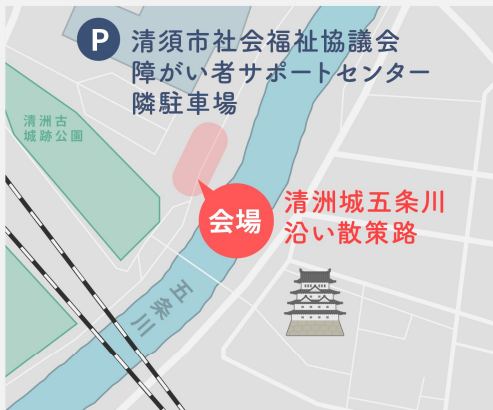 P 清須市社会福祉協議会
障がい者サポートセンター
隣駐車場
清洲古
城跡公園
会場
清洲城五条川
沿い散策路
五条川